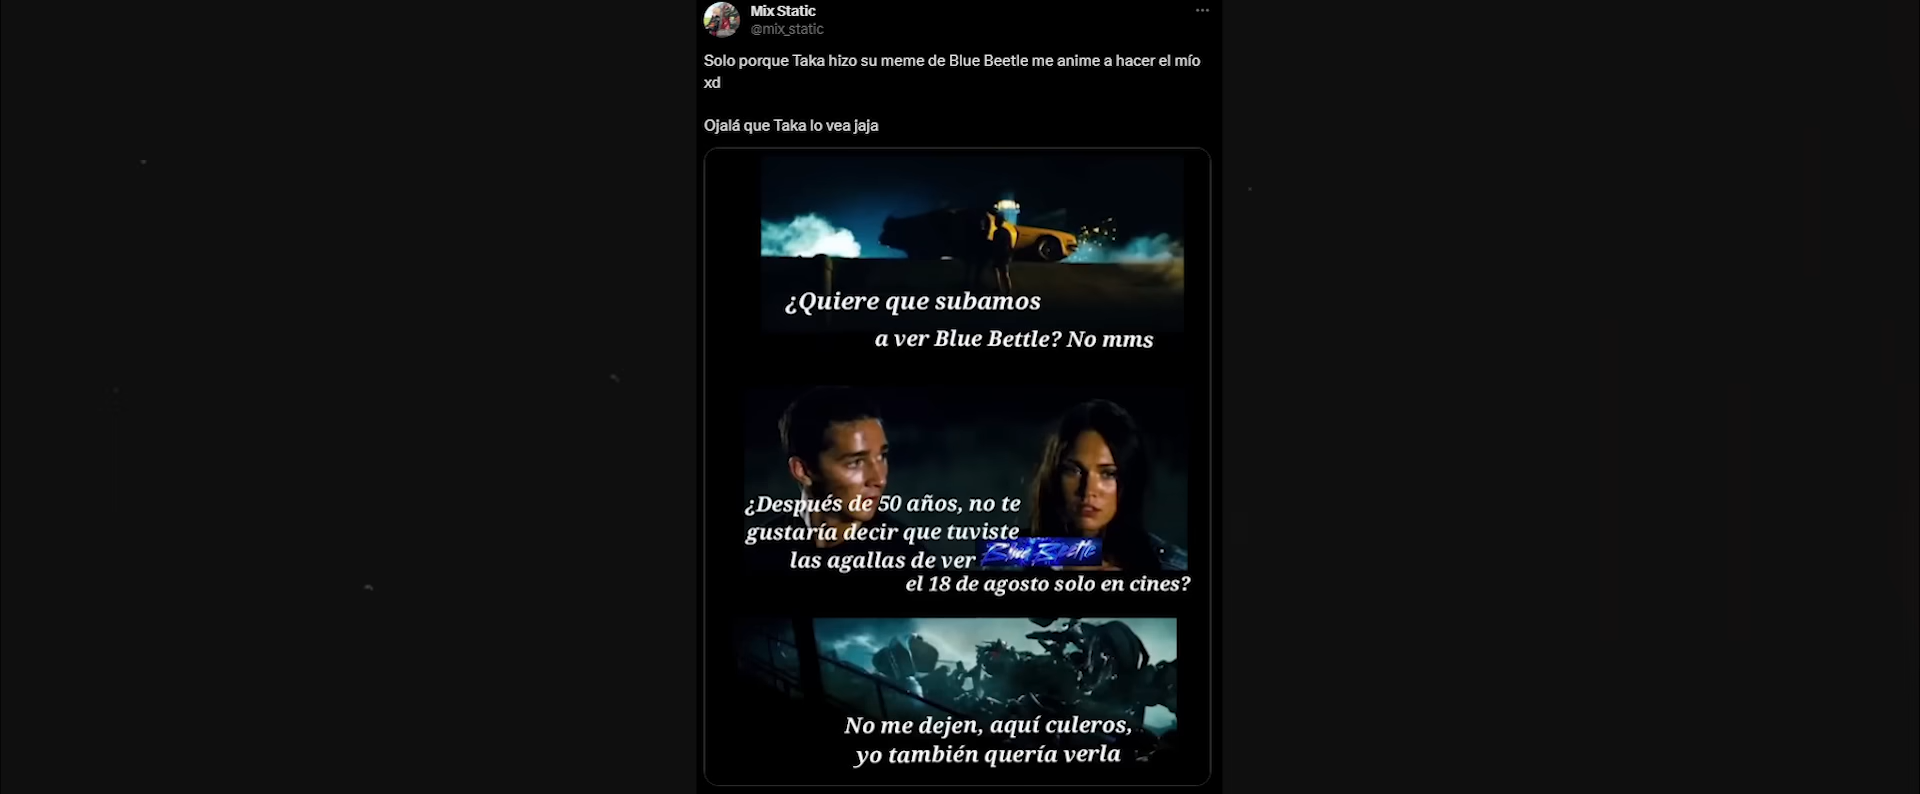 Mix Static
@mix_static
Solo porque Taka hizo su meme de Blue Beetle me anime a hacer el mío
xd
Ojalá que Taka lo vea jaja
¿Quiere que subamos
a ver Blue Bettle? No mms
¿Después de 50 años, no te
gustaría decir que tuviste
las agallas de ver Blue Beetle
el 18 de agosto solo en cines?
No me dejen, aquí culeros,
yo también quería verla